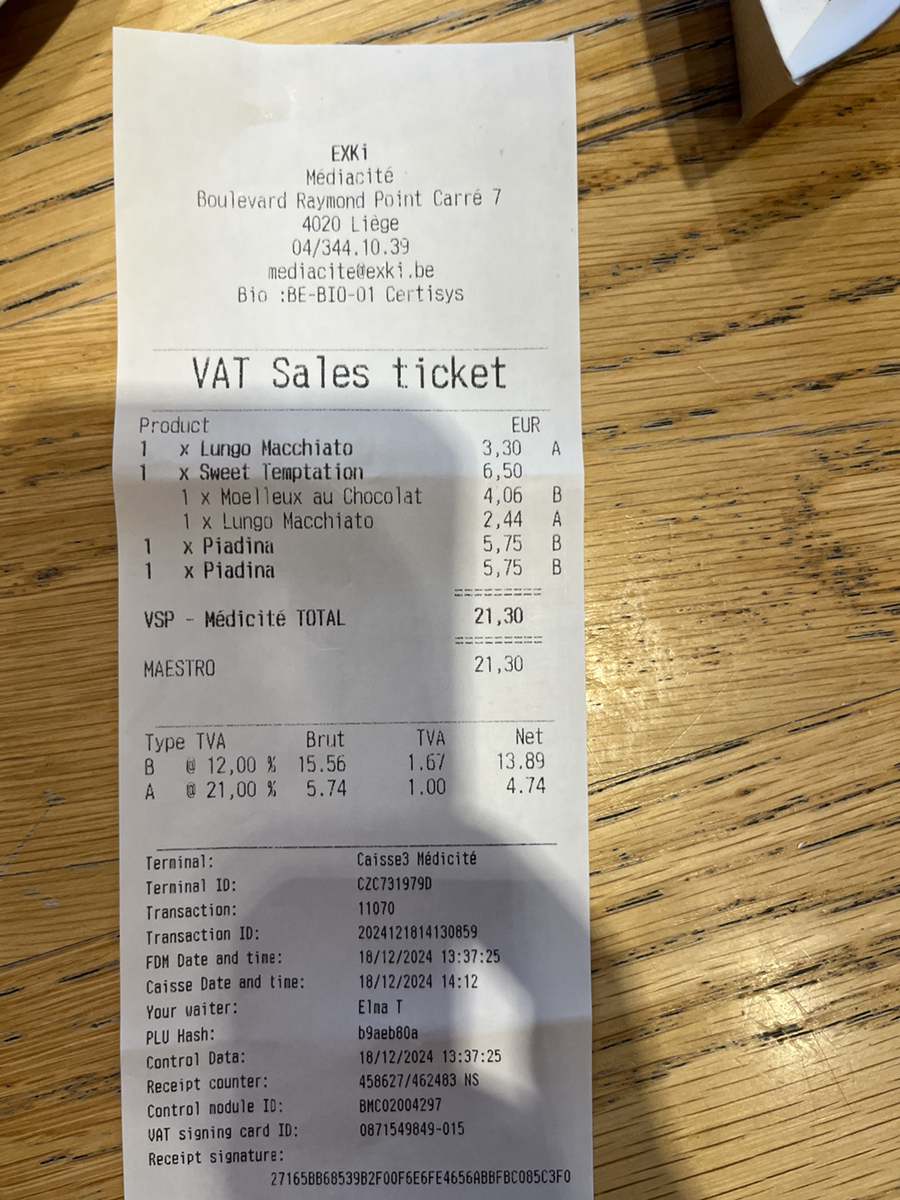 EXKi
Médiacité
Boulevard Raymond Point Carré 7
4020 Liège
04/344.10.39
mediacite@exki.be
Bio :BE-BIO-01 Certisys
VAT Sales ticket
Product EUR
1 x Lungo Macchiato 3,30 A
1 x Sweet Temptation 6,50
1 x Moelleux au Chocolat 4,06 B
1 x Lungo Macchiato 2,44 A
1 x Piadina 5,75 B
1 x Piadina 5,75 B
VSP - Médicité TOTAL 21,30
MAESTRO 21,30
Type TVA Brut TVA Net
B @ 12,00 % 15.56 1.67 13.89
A @ 21,00 % 5.74 1.00 4.74
Terminal: Caisse3 Médicité
Terminal ID: CZC731979D
Transaction: 11070
Transaction ID: 2024121814130859
FDM Date and time: 18/12/2024 13:37:25
Caisse Date and time: 18/12/2024 14:12
Your waiter: Elma T
PLU Hash: b9aeb80a
Control Data: 18/12/2024 13:37:25
Receipt counter: 458627/462483 NS
Control module ID: BMC02004297
VAT signing card ID: 0871549849-015
Receipt signature:
27165BB68539B2F00F6E6FE4656ABBFBC085C3F0